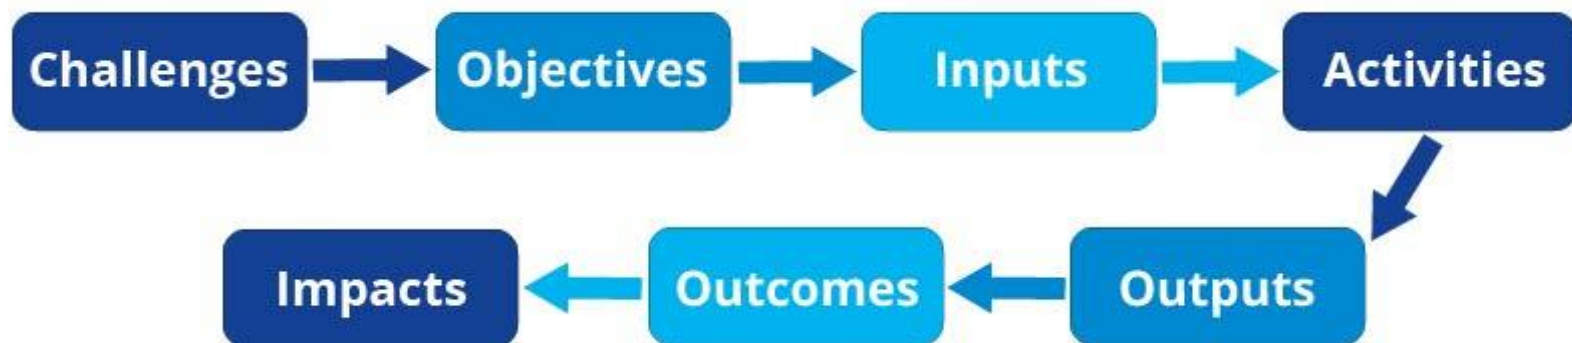 Challenges
Objectives
Inputs
Activities
Outputs
Outcomes
Impacts